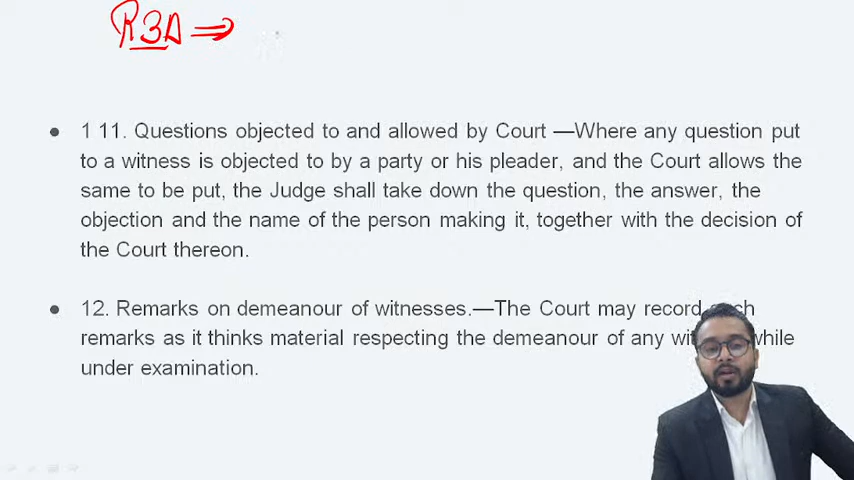 R3A ⇒
● 1 11. Questions objected to and allowed by Court —Where any question put
to a witness is objected to by a party or his pleader, and the Court allows the
same to be put, the Judge shall take down the question, the answer, the
objection and the name of the person making it, together with the decision of
the Court thereon.
● 12. Remarks on demeanour of witnesses.—The Court may record
remarks as it thinks material respecting the demeanour of any while
under examination.